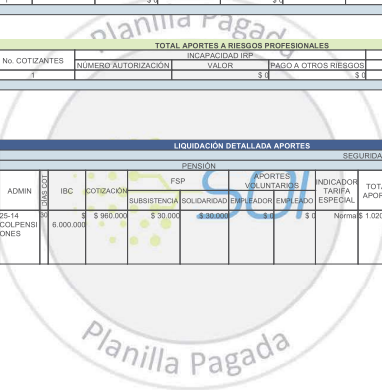 $ 0 $ 0
Planilla Pagada
TOTAL APORTES A RIESGOS PROFESIONALES
No. COTIZANTES INCAPACIDAD IRP
NÚMERO AUTORIZACIÓN VALOR PAGO A OTROS RIESGOS
1 $ 0 $ 0
LIQUIDACIÓN DETALLADA APORTES
SEGURIDA
PENSIÓN
ADMIN DIAS COT IBC COTIZACIÓN FSP APORTES VOLUNTARIOS INDICADOR TARIFA ESPECIAL TOTA APOR
SUBSISTENCIA SOLIDARIDAD EMPLEADOR EMPLEADO
25-14 COLPENSIONES 30 $ 6.000.000 $ 960.000 $ 30.000 $ 30.000 $ 0 $ 0 Norma $ 1.020
SOI
Planilla Pagada